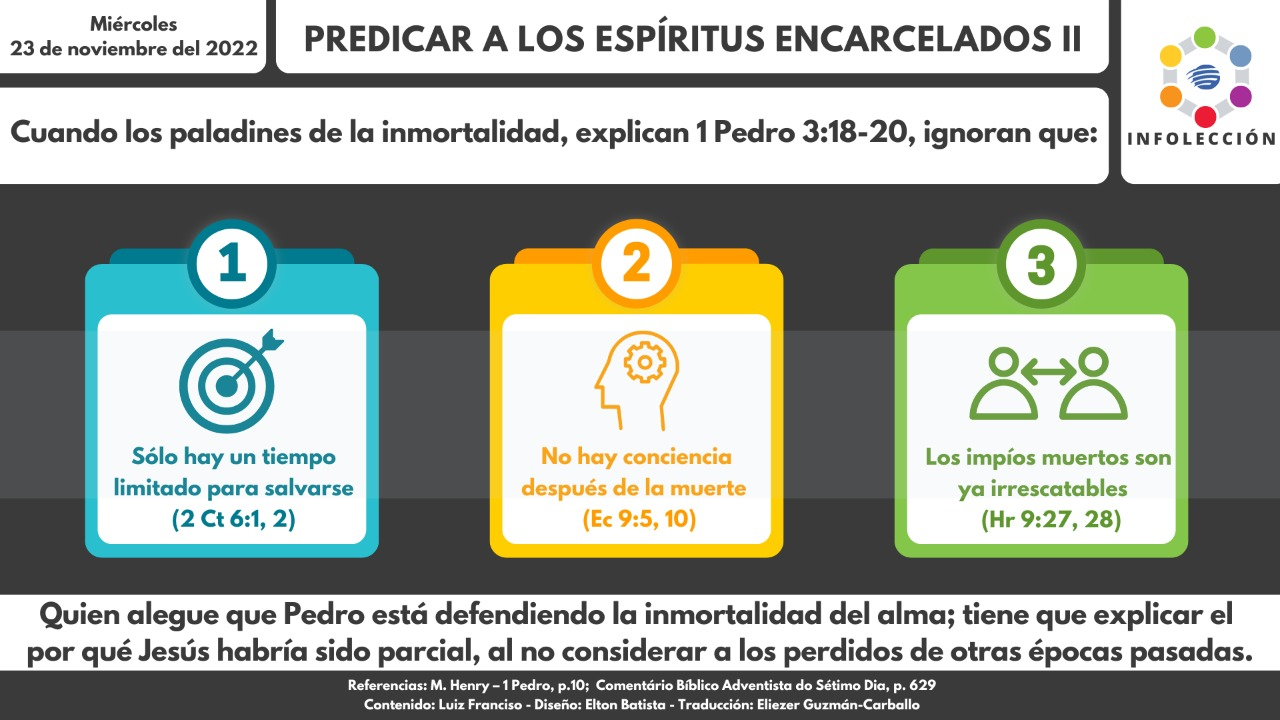 Miércoles
23 de noviembre del 2022
PREDICAR A LOS ESPÍRITUS ENCARCELADOS II
INFOLECCIÓN
Cuando los paladines de la inmortalidad, explican 1 Pedro 3:18-20, ignoran que:
1
Sólo hay un tiempo
limitado para salvarse
(2 Ct 6:1, 2)
2
No hay conciencia
después de la muerte
(Ec 9:5, 10)
3
Los impíos muertos son
ya irrescatables
(Hr 9:27, 28)
Quien alegue que Pedro está defendiendo la inmortalidad del alma; tiene que explicar el
por qué Jesús habría sido parcial, al no considerar a los perdidos de otras épocas pasadas.
Referencias: M. Henry – 1 Pedro, p.10; Comentário Bíblico Adventista do Sétimo Dia, p. 629
Contenido: Luiz Franciso - Diseño: Elton Batista - Traducción: Eliezer Guzmán-Carballo